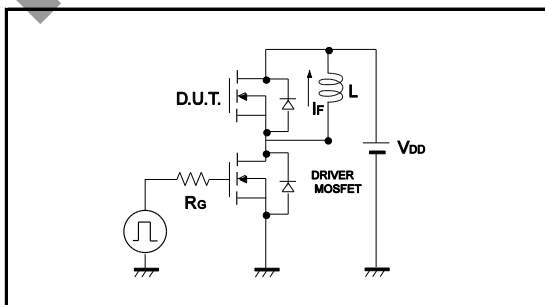 D.U.T.
IF
L
VDD
DRIVER
MOSFET
RG